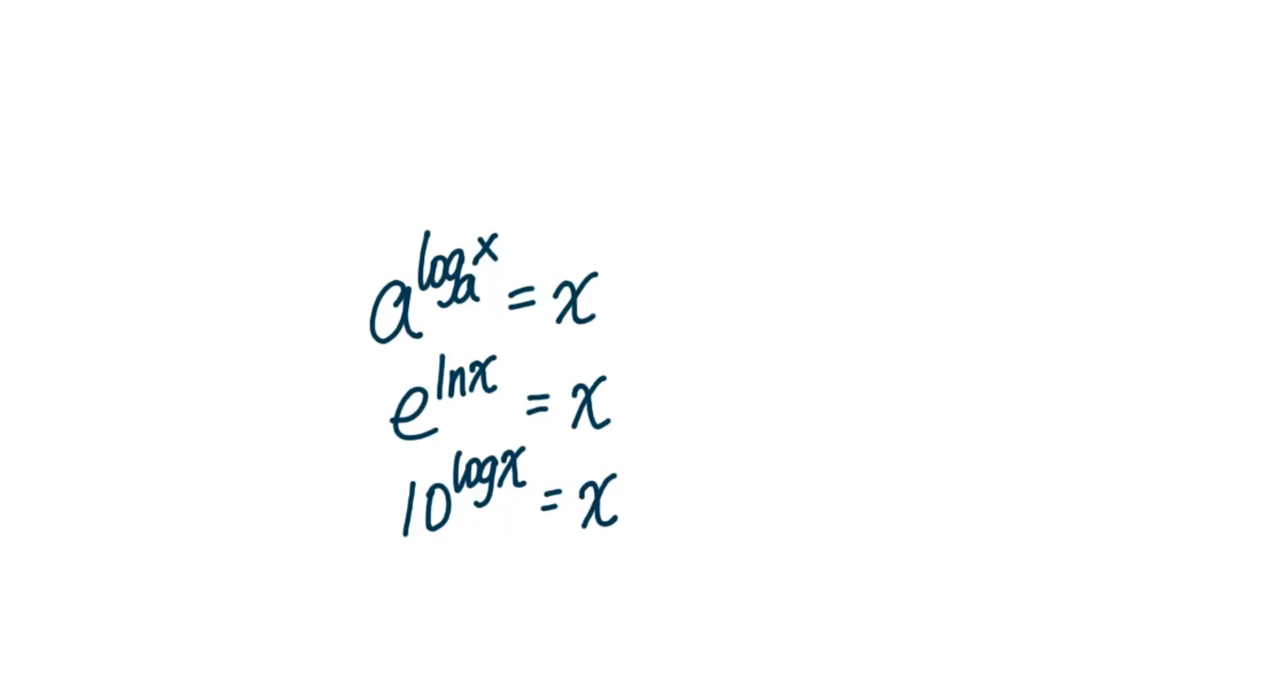 a^{log_a x} = x
e^{ln x} = x
10^{log x} = x